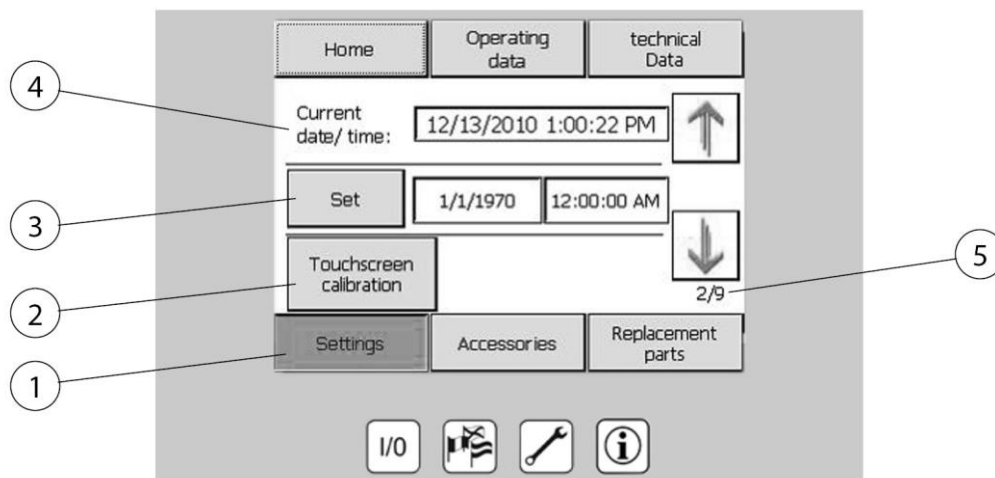 Home
Operating
data
technical
Data
4
Current
date/ time:
12/13/2010 1:00:22 PM
3
Set
1/1/1970
12:00:00 AM
5
2
Touchscreen
calibration
2/9
1
Settings
Accessories
Replacement
parts
I/0
i